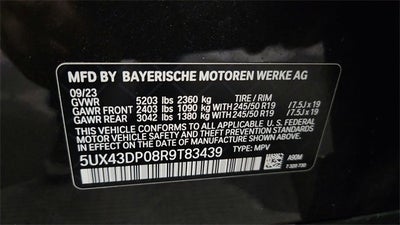 MFD BY BAYERISCHE MOTOREN WERKE AG
09/23 TIRE / RIM
GVWR 5203 lbs 2360 kg
GAWR FRONT 2403 lbs 1090 kg WITH 245/50 R19 / 7.5J x 19
GAWR REAR 3042 lbs 1380 kg WITH 245/50 R19 / 7.5J x 19
THIS VEHICLE CONFORMS TO ALL APPLICABLE U.S. FEDERAL
MOTOR VEHICLE SAFETY AND THEFT PREVENTION STANDARDS
IN EFFECT ON THE DATE OF MANUFACTURE SHOWN ABOVE.
5UX43DP08R9T83439 TYPE: MPV